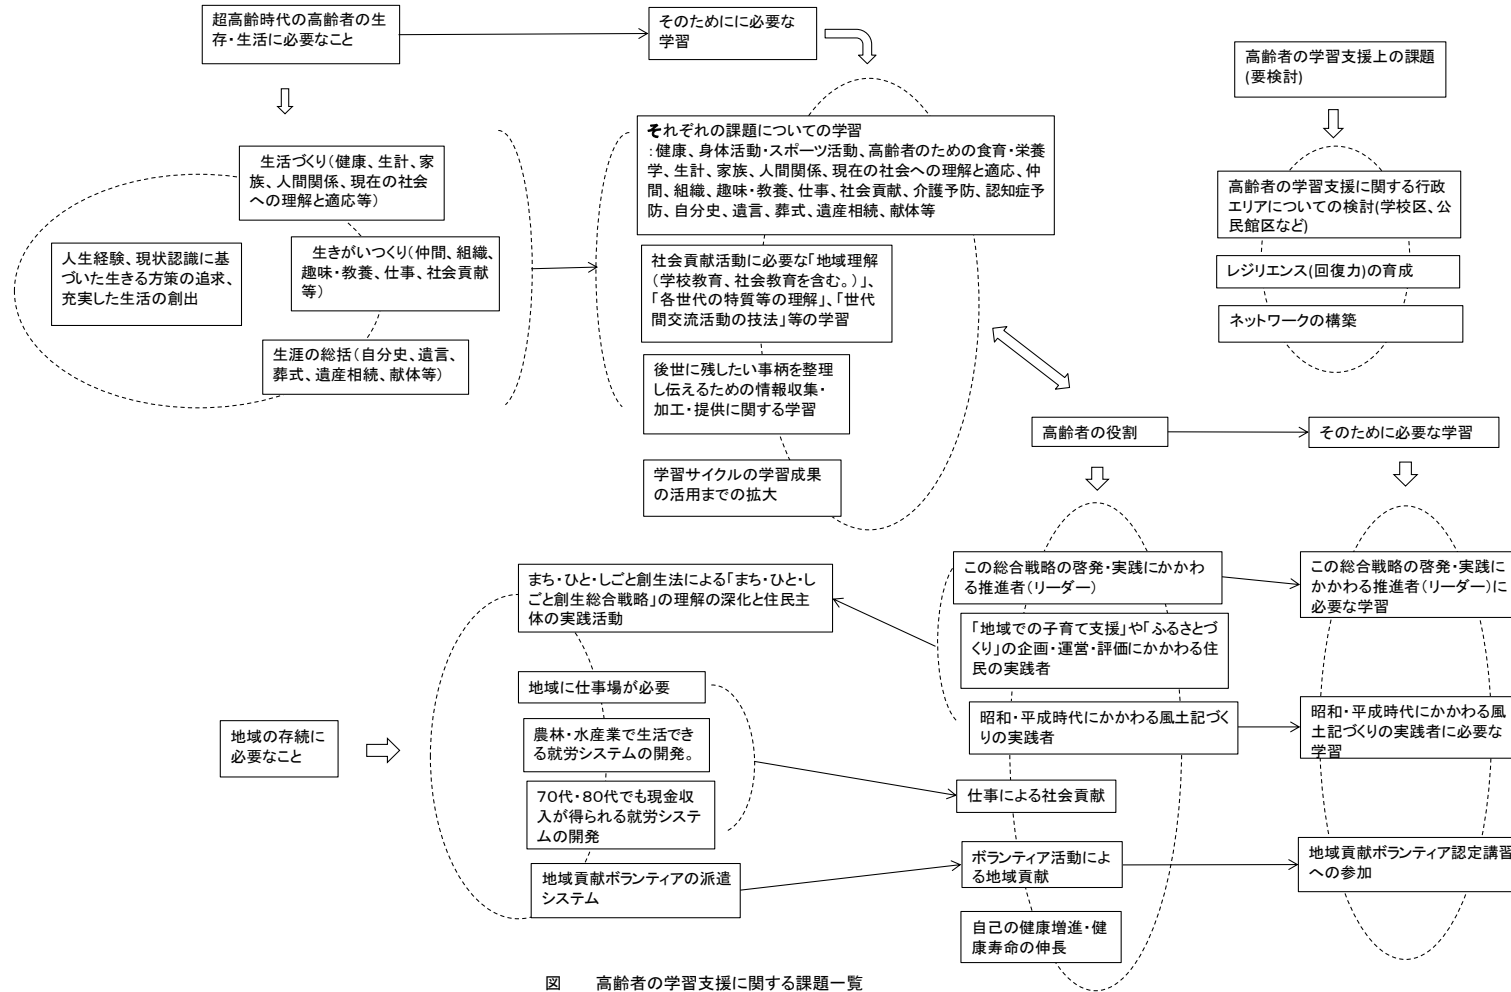 超高齢時代の高齢者の生
存・生活に必要なこと
そのためにに必要な
学習
高齢者の学習支援上の課題
(要検討)
生活づくり(健康、生計、家
族、人間関係、現在の社会
への理解と適応等)
人生経験、現状認識に基
づいた生きる方策の追求、
充実した生活の創出
生きがいつくり(仲間、組織、
趣味・教養、仕事、社会貢献
等)
生涯の総括(自分史、遺言、
葬式、遺産相続、献体等)
それぞれの課題についての学習
:健康、身体活動・スポーツ活動、高齢者のための食育・栄養
学、生計、家族、人間関係、現在の社会への理解と適応、仲
間、組織、趣味・教養、仕事、社会貢献、介護予防、認知症予
防、自分史、遺言、葬式、遺産相続、献体等
社会貢献活動に必要な「地域理解
(学校教育、社会教育を含む。)」、
「各世代の特質等の理解」、「世代
間交流活動の技法」等の学習
後世に残したい事柄を整理
し伝えるための情報収集・
加工・提供に関する学習
学習サイクルの学習成果
の活用までの拡大
高齢者の学習支援に関する行政
エリアについての検討(学校区、公
民館区など)
レジリエンス(回復力)の育成
ネットワークの構築
高齢者の役割
そのために必要な学習
地域の存続に
必要なこと
まち・ひと・しごと創生法による「まち・ひと・し
ごと創生総合戦略」の理解の深化と住民主
体の実践活動
地域に仕事場が必要
農林・水産業で生活でき
る就労システムの開発。
70代・80代でも現金収
入が得られる就労システ
ムの開発
地域貢献ボランティアの派遣
システム
この総合戦略の啓発・実践にかかわ
る推進者(リーダー)
「地域での子育て支援」や「ふるさとづ
くり」の企画・運営・評価にかかわる住
民の実践者
昭和・平成時代にかかわる風土記づく
りの実践者
仕事による社会貢献
ボランティア活動によ
る地域貢献
自己の健康増進・健
康寿命の伸長
この総合戦略の啓発・実践に
かかわる推進者(リーダー)に
必要な学習
昭和・平成時代にかかわる風
土記づくりの実践者に必要な
学習
地域貢献ボランティア認定講習
への参加
図 高齢者の学習支援に関する課題一覧